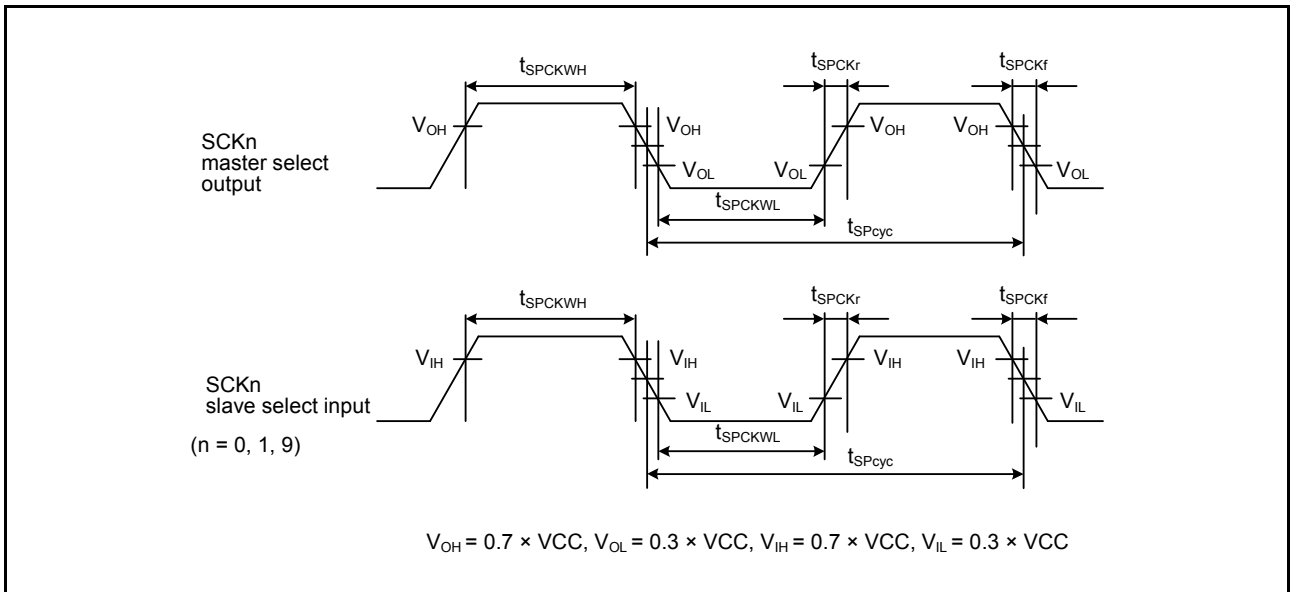 tSPCKWH
tSPCKr
tSPCKf
SCKn
master select
output
VOH
VOH
VOL
VOL
VOH
VOH
VOL
tSPCKWL
tSPcyc
tSPCKWH
tSPCKr
tSPCKf
SCKn
slave select input
(n = 0, 1, 9)
VIH
VIH
VIL
VIL
VIH
VIH
VIL
tSPCKWL
tSPcyc
VOH = 0.7 × VCC, VOL = 0.3 × VCC, VIH = 0.7 × VCC, VIL = 0.3 × VCC